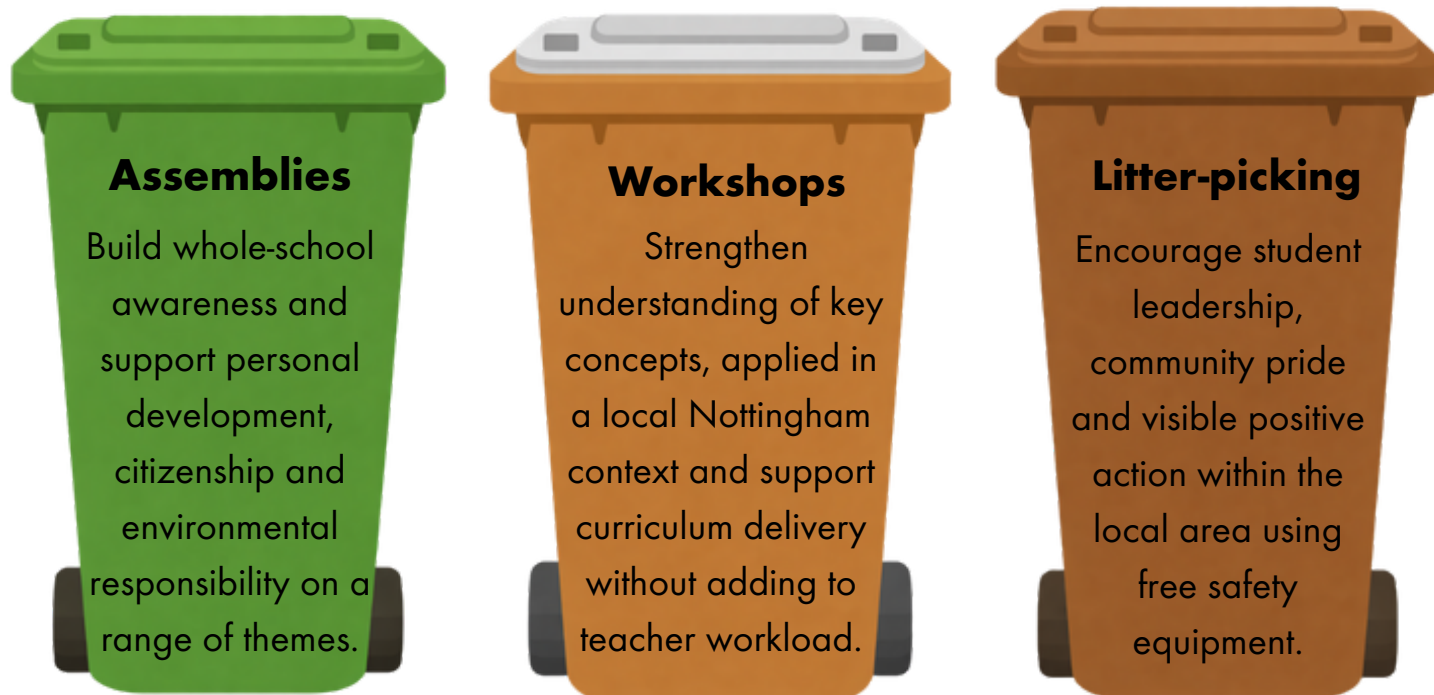 Assemblies
Build whole-school
awareness and
support personal
development,
citizenship and
environmental
responsibility on a
range of themes.
Workshops
Strengthen
understanding of key
concepts, applied in
a local Nottingham
context and support
curriculum delivery
without adding to
teacher workload.
Litter-picking
Encourage student
leadership,
community pride
and visible positive
action within the
local area using
free safety
equipment.